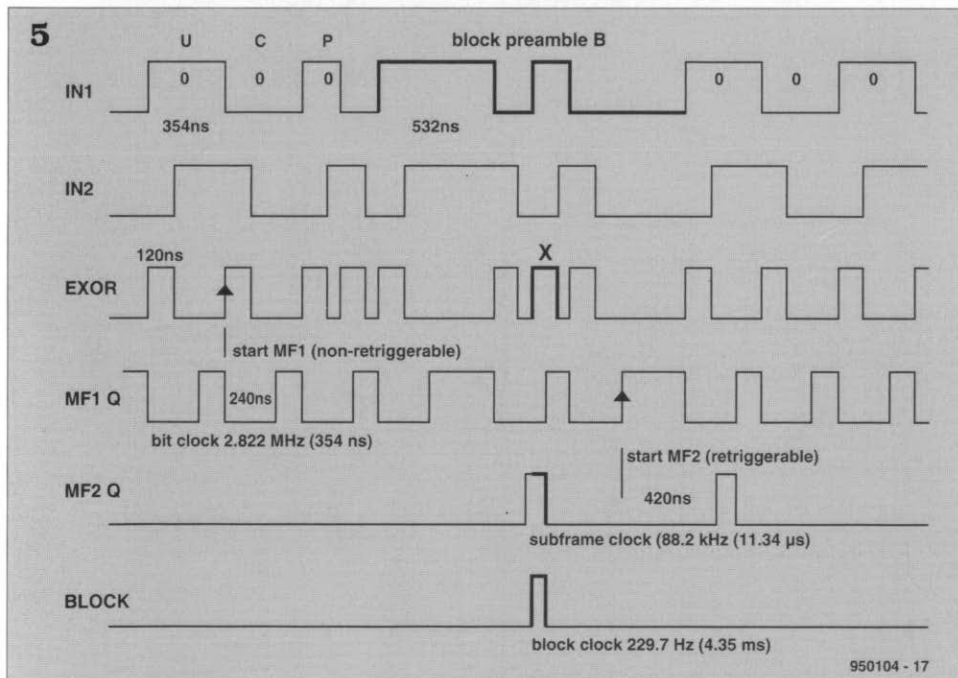 5
U C P block preamble B
IN1 0 0 0 0 0 0
354ns 532ns
IN2
120ns X
EXOR
start MF1 (non-retriggerable)
MF1 Q 240ns
bit clock 2.822 MHz (354 ns)
start MF2 (retriggerable)
MF2 Q 420ns
subframe clock (88.2 kHz (11.34 µs)
BLOCK
block clock 229.7 Hz (4.35 ms)
950104 - 17